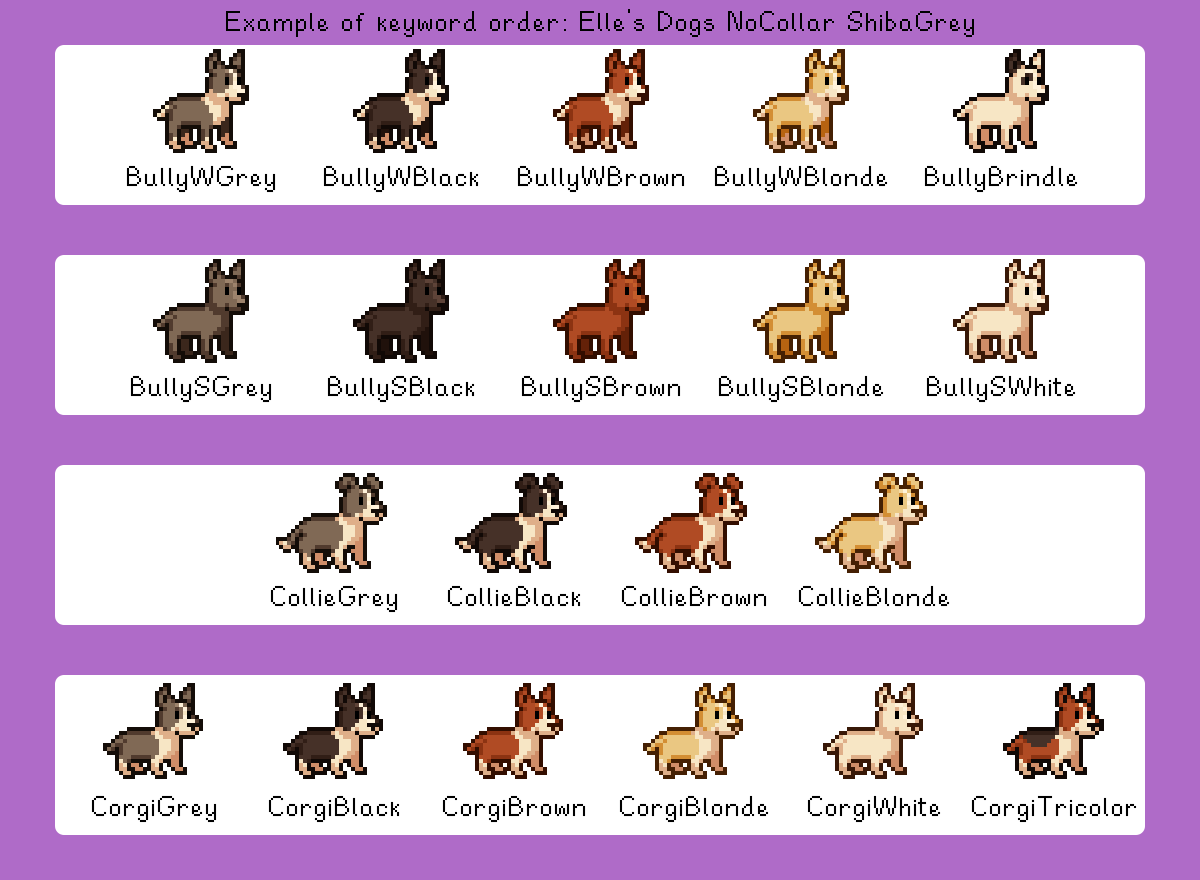 Example of keyword order: Elle's Dogs NoCollar ShibaGrey
BullyWGrey BullyWBlack BullyWBrown BullyWBlonde BullyBrindle
BullySGrey BullySBlack BullySBrown BullySBlonde BullySWhite
CollieGrey CollieBlack CollieBrown CollieBlonde
CorgiGrey CorgiBlack CorgiBrown CorgiBlonde CorgiWhite CorgiTricolor